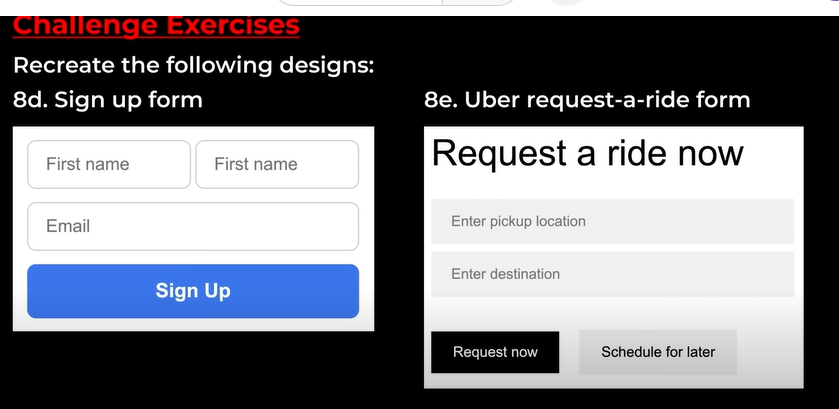 Challenge Exercises
Recreate the following designs:
8d. Sign up form
First name First name
Email
Sign Up
8e. Uber request-a-ride form
Request a ride now
Enter pickup location
Enter destination
Request now Schedule for later